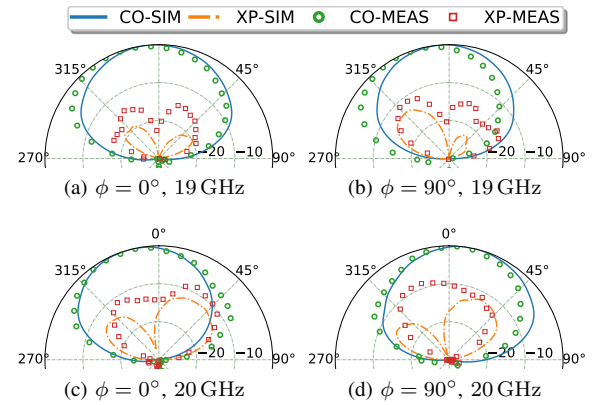 CO-SIM XP-SIM CO-MEAS XP-MEAS
315° 45° 315° 45°
270° −20 −10 90° 270° −20 −10 90°
(a) ϕ = 0°, 19 GHz (b) ϕ = 90°, 19 GHz
0° 0°
315° 45° 315° 45°
270° −20 −10 90° 270° −20 −10 90°
(c) ϕ = 0°, 20 GHz (d) ϕ = 90°, 20 GHz